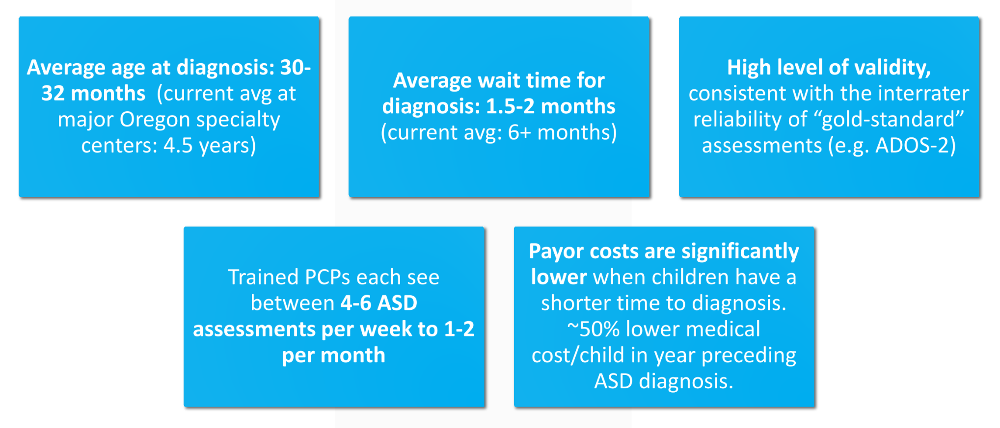 Average age at diagnosis: 30-
32 months  (current avg at
major Oregon specialty
centers: 4.5 years)
Average wait time for
diagnosis: 1.5-2 months
(current avg: 6+ months)
High level of validity,
consistent with the interrater
reliability of “gold-standard”
assessments (e.g. ADOS-2)
Trained PCPs each see
between 4-6 ASD
assessments per week to 1-2
per month
Payor costs are significantly
lower when children have a
shorter time to diagnosis.
~50% lower medical
cost/child in year preceding
ASD diagnosis.